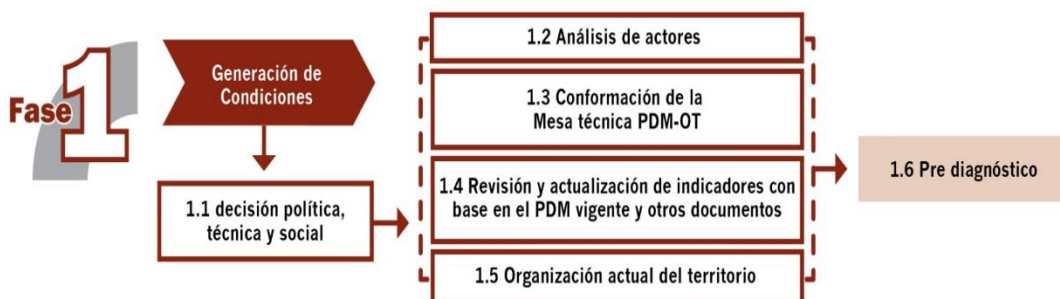 Fase 1
Generación de
Condiciones
1.1 decisión política,
técnica y social
1.2 Análisis de actores
1.3 Conformación de la
Mesa técnica PDM-OT
1.4 Revisión y actualización de indicadores con
base en el PDM vigente y otros documentos
1.5 Organización actual del territorio
1.6 Pre diagnóstico